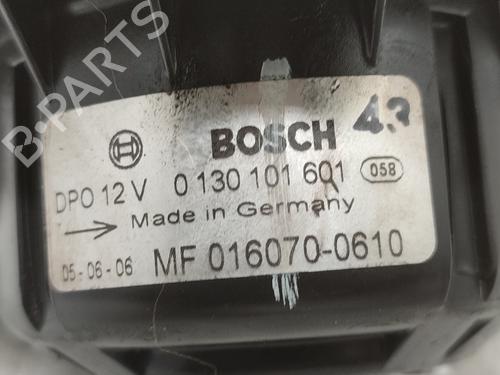 B-PARTS
BOSCH 43
DPO 12 V 0 130 101 601 058
Made in Germany
05-06-06 MF 016070-0610